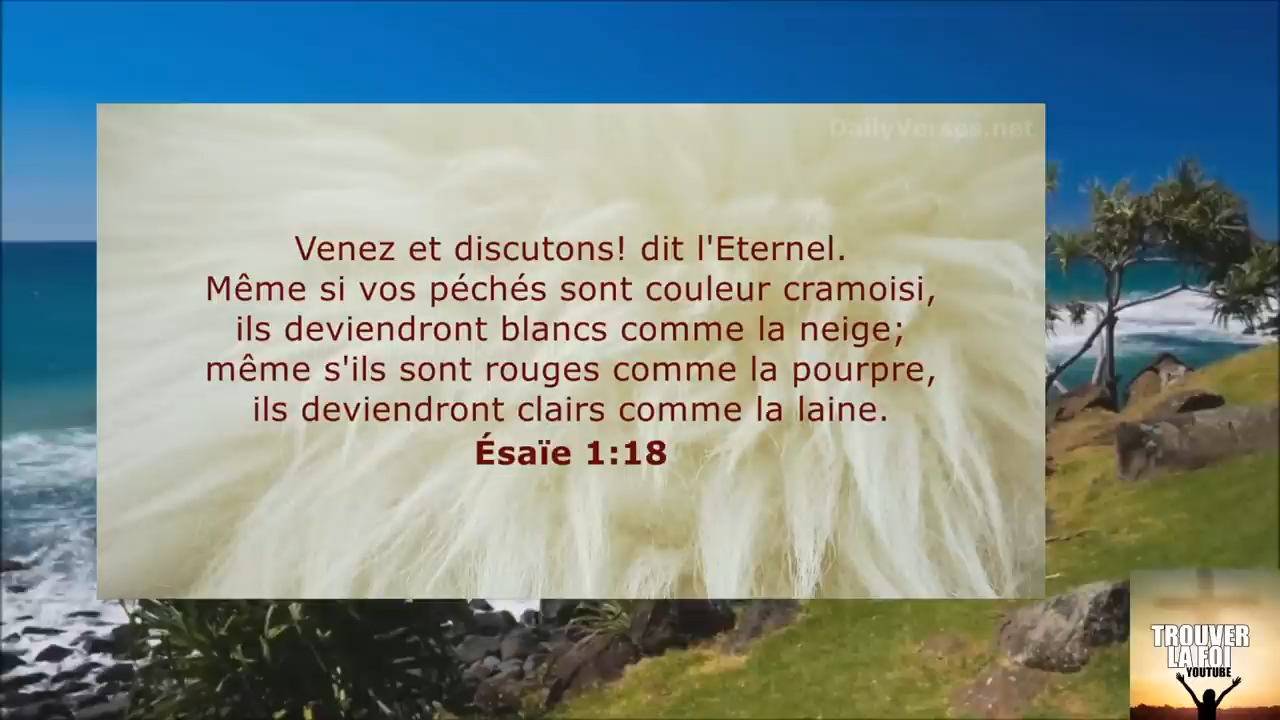 DailyVerses.net
Venez et discutons! dit l'Eternel.
Même si vos péchés sont couleur cramoisi,
ils deviendront blancs comme la neige;
même s'ils sont rouges comme la pourpre,
ils deviendront clairs comme la laine.
Ésaïe 1:18
TROUVER
LA FOI
YOUTUBE